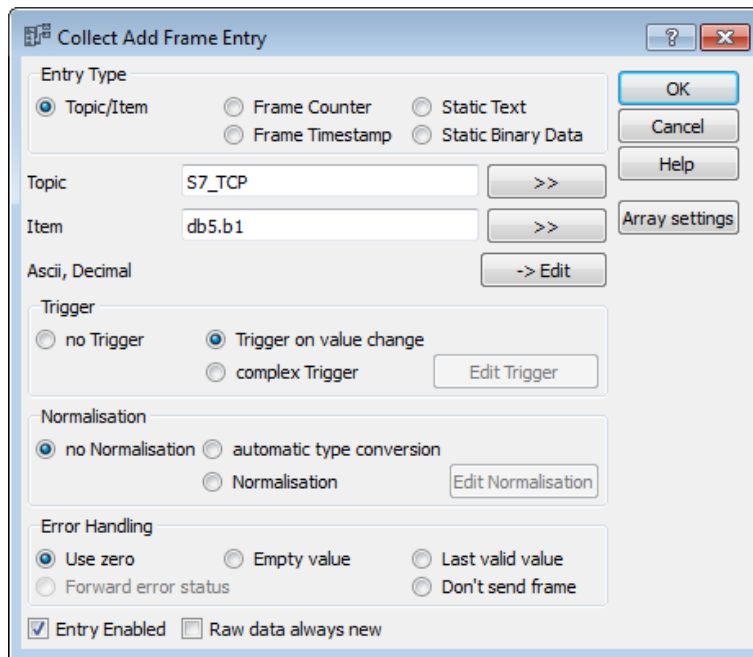 Collect Add Frame Entry
?
Entry Type
Topic/Item Frame Counter Static Text
Frame Timestamp Static Binary Data
OK
Cancel
Help
Topic S7_TCP >>
Item db5.b1 >>
Array settings
Ascii, Decimal -> Edit
Trigger
no Trigger Trigger on value change
complex Trigger Edit Trigger
Normalisation
no Normalisation automatic type conversion
Normalisation Edit Normalisation
Error Handling
Use zero Empty value Last valid value
Forward error status Don't send frame
Entry Enabled Raw data always new